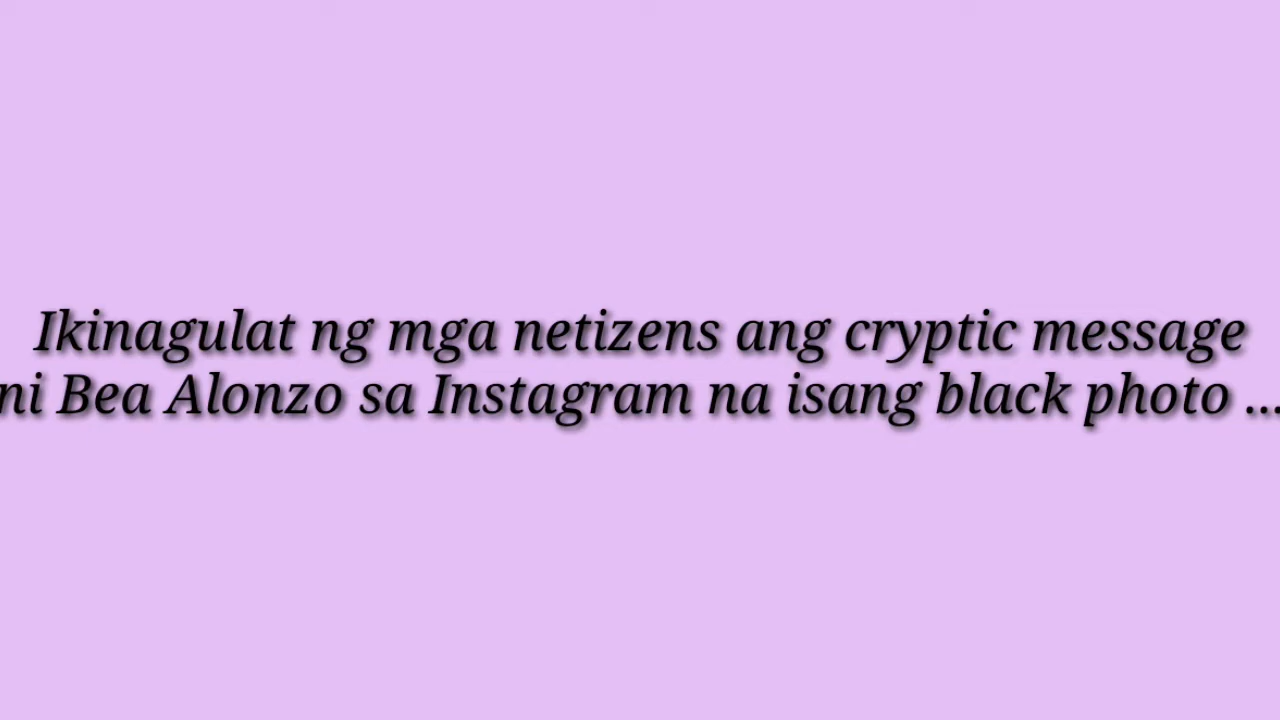 Ikinagulat ng mga netizens ang cryptic message
ni Bea Alonzo sa Instagram na isang black photo ...